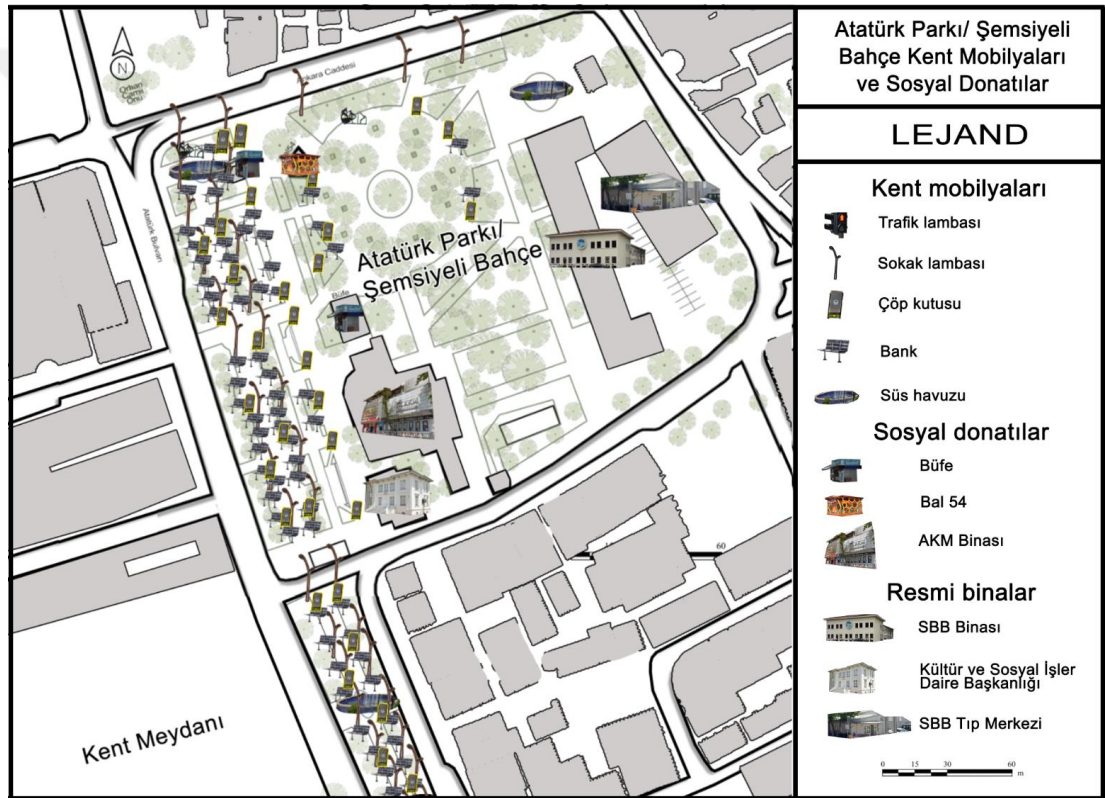 Atatürk Parkı/ Şemsiyeli
Bahçe Kent Mobilyaları
ve Sosyal Donatılar
LEJAND
Kent mobilyaları
Trafik lambası
Sokak lambası
Çöp kutusu
Bank
Süs havuzu
Sosyal donatılar
Büfe
Bal 54
AKM Binası
Resmi binalar
SBB Binası
Kültür ve Sosyal İşler
Daire Başkanlığı
SBB Tıp Merkezi
0 15 30 60
m
N
Orhan
Camii
Önü
Ankara Caddesi
Atatürk Bulvarı
Atatürk Parkı/
Şemsiyeli Bahçe
Büfe
60
Kent Meydanı